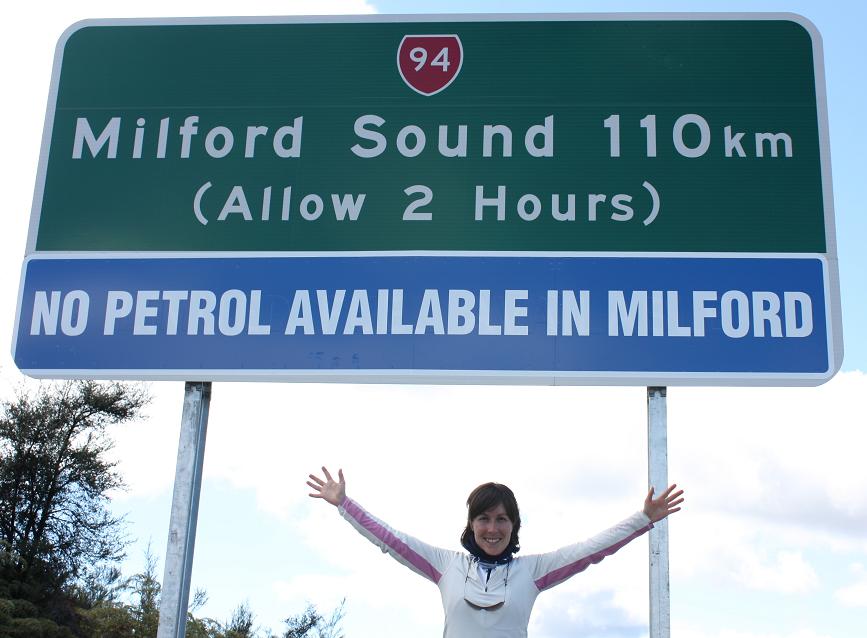 94
Milford Sound 110km
(Allow 2 Hours)
NO PETROL AVAILABLE IN MILFORD